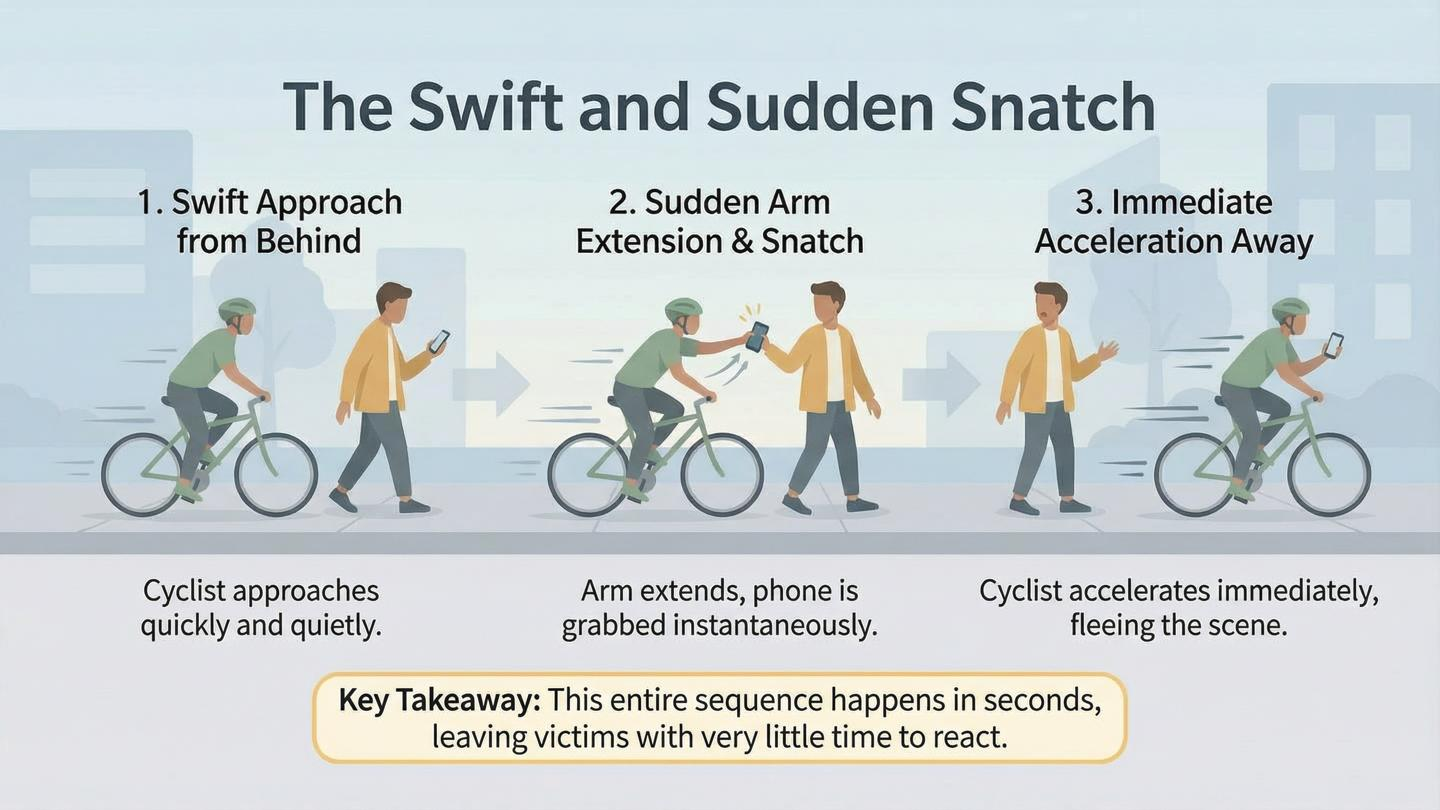 The Swift and Sudden Snatch
1. Swift Approach
from Behind
2. Sudden Arm
Extension & Snatch
3. Immediate
Acceleration Away
Cyclist approaches
quickly and quietly.
Arm extends, phone is
grabbed instantaneously.
Cyclist accelerates immediately,
fleeing the scene.
Key Takeaway: This entire sequence happens in seconds,
leaving victims with very little time to react.